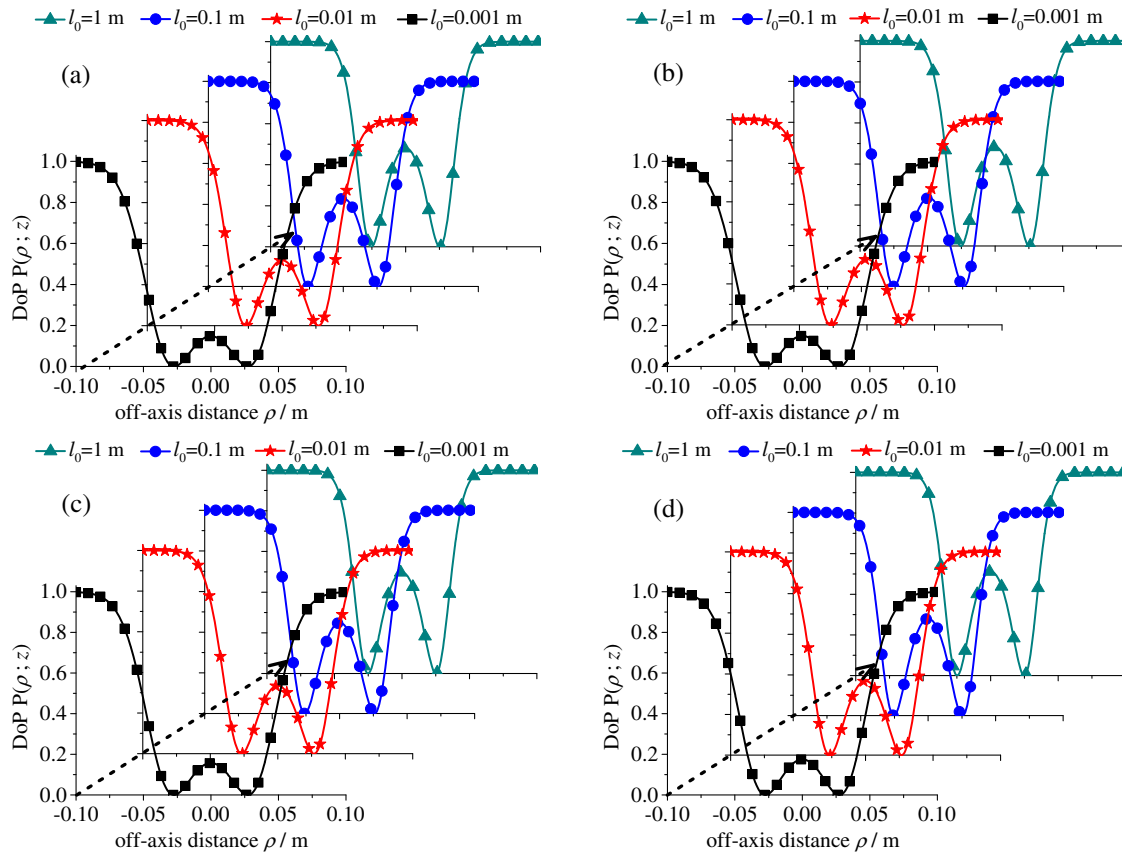 l₀=1 m l₀=0.1 m l₀=0.01 m l₀=0.001 m
l₀=1 m l₀=0.1 m l₀=0.01 m l₀=0.001 m
(a)
(b)
1.0
0.8
0.6
0.4
0.2
0.0
DoP P(ρ; z)
-0.10 -0.05 0.00 0.05 0.10
off-axis distance ρ / m
1.0
0.8
0.6
0.4
0.2
0.0
DoP P(ρ; z)
-0.10 -0.05 0.00 0.05 0.10
off-axis distance ρ / m
l₀=1 m l₀=0.1 m l₀=0.01 m l₀=0.001 m
l₀=1 m l₀=0.1 m l₀=0.01 m l₀=0.001 m
(c)
(d)
1.0
0.8
0.6
0.4
0.2
0.0
DoP P(ρ; z)
-0.10 -0.05 0.00 0.05 0.10
off-axis distance ρ / m
1.0
0.8
0.6
0.4
0.2
0.0
DoP P(ρ; z)
-0.10 -0.05 0.00 0.05 0.10
off-axis distance ρ / m